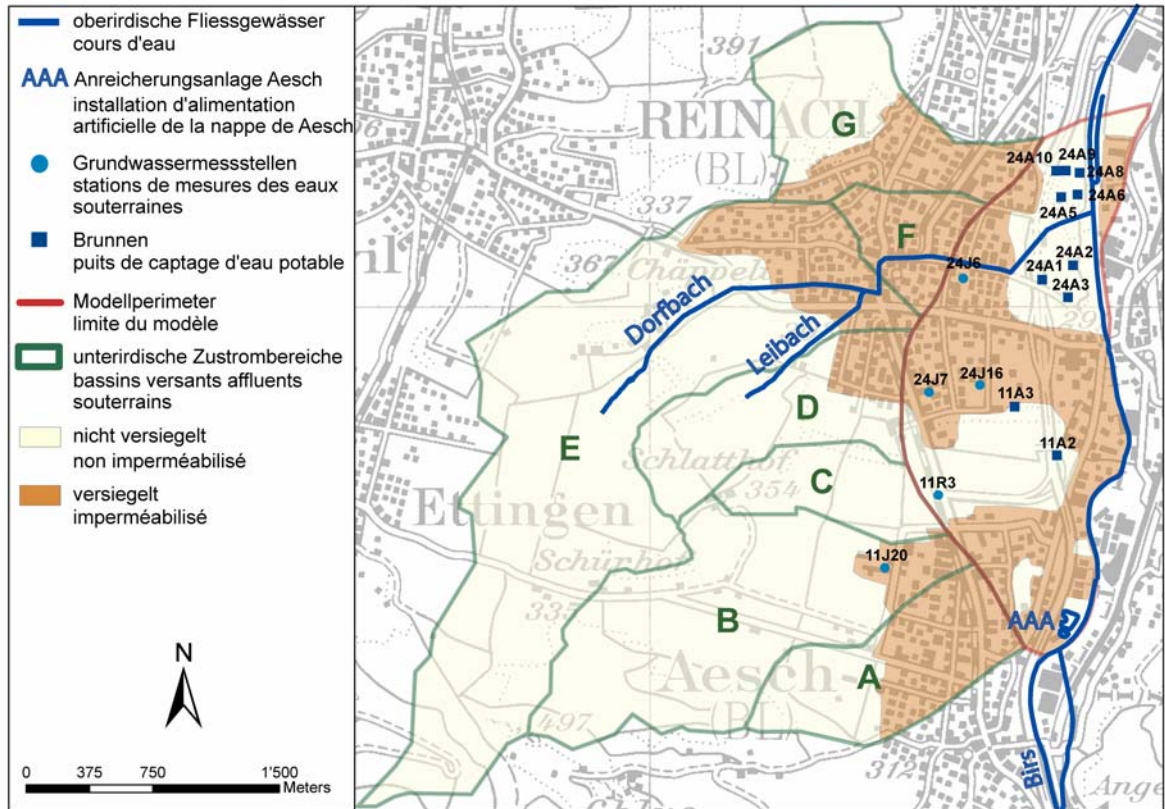 oberirdische Fliessgewässer
cours d'eau
AAA Anreicherungsanlage Aesch
installation d'alimentation
artificielle de la nappe de Aesch
Grundwassermessstellen
stations de mesures des eaux
souterraines
Brunnen
puits de captage d'eau potable
Modellperimeter
limite du modèle
unterirdische Zustrombereiche
bassins versants affluents
souterrains
nicht versiegelt
non imperméabilisé
versiegelt
imperméabilisé
N
0 375 750 1'500
Meters
391
REINACH
(BL)
G
24A10 24A9
24A8
24A6
24A5
337
F
367
24J6
24A2
24A1
24A3
Dorfbach
Leibach
24J7
24J16
11A3
D
11A2
E
Schlatthof
354
C
11R3
Ettingen
Schürhof
11J20
335
B
AAA
Aesch
(BL)
A
497
312
Birs